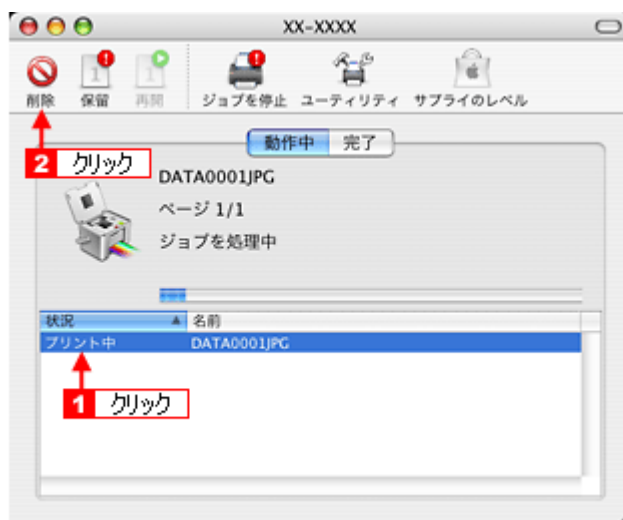 XX-XXXX
削除 保留 再開 ジョブを停止 ユーティリティ サプライのレベル
動作中 完了
2 クリック
DATA0001JPG
ページ 1/1
ジョブを処理中
状況 名前
プリント中 DATA0001JPG
1 クリック